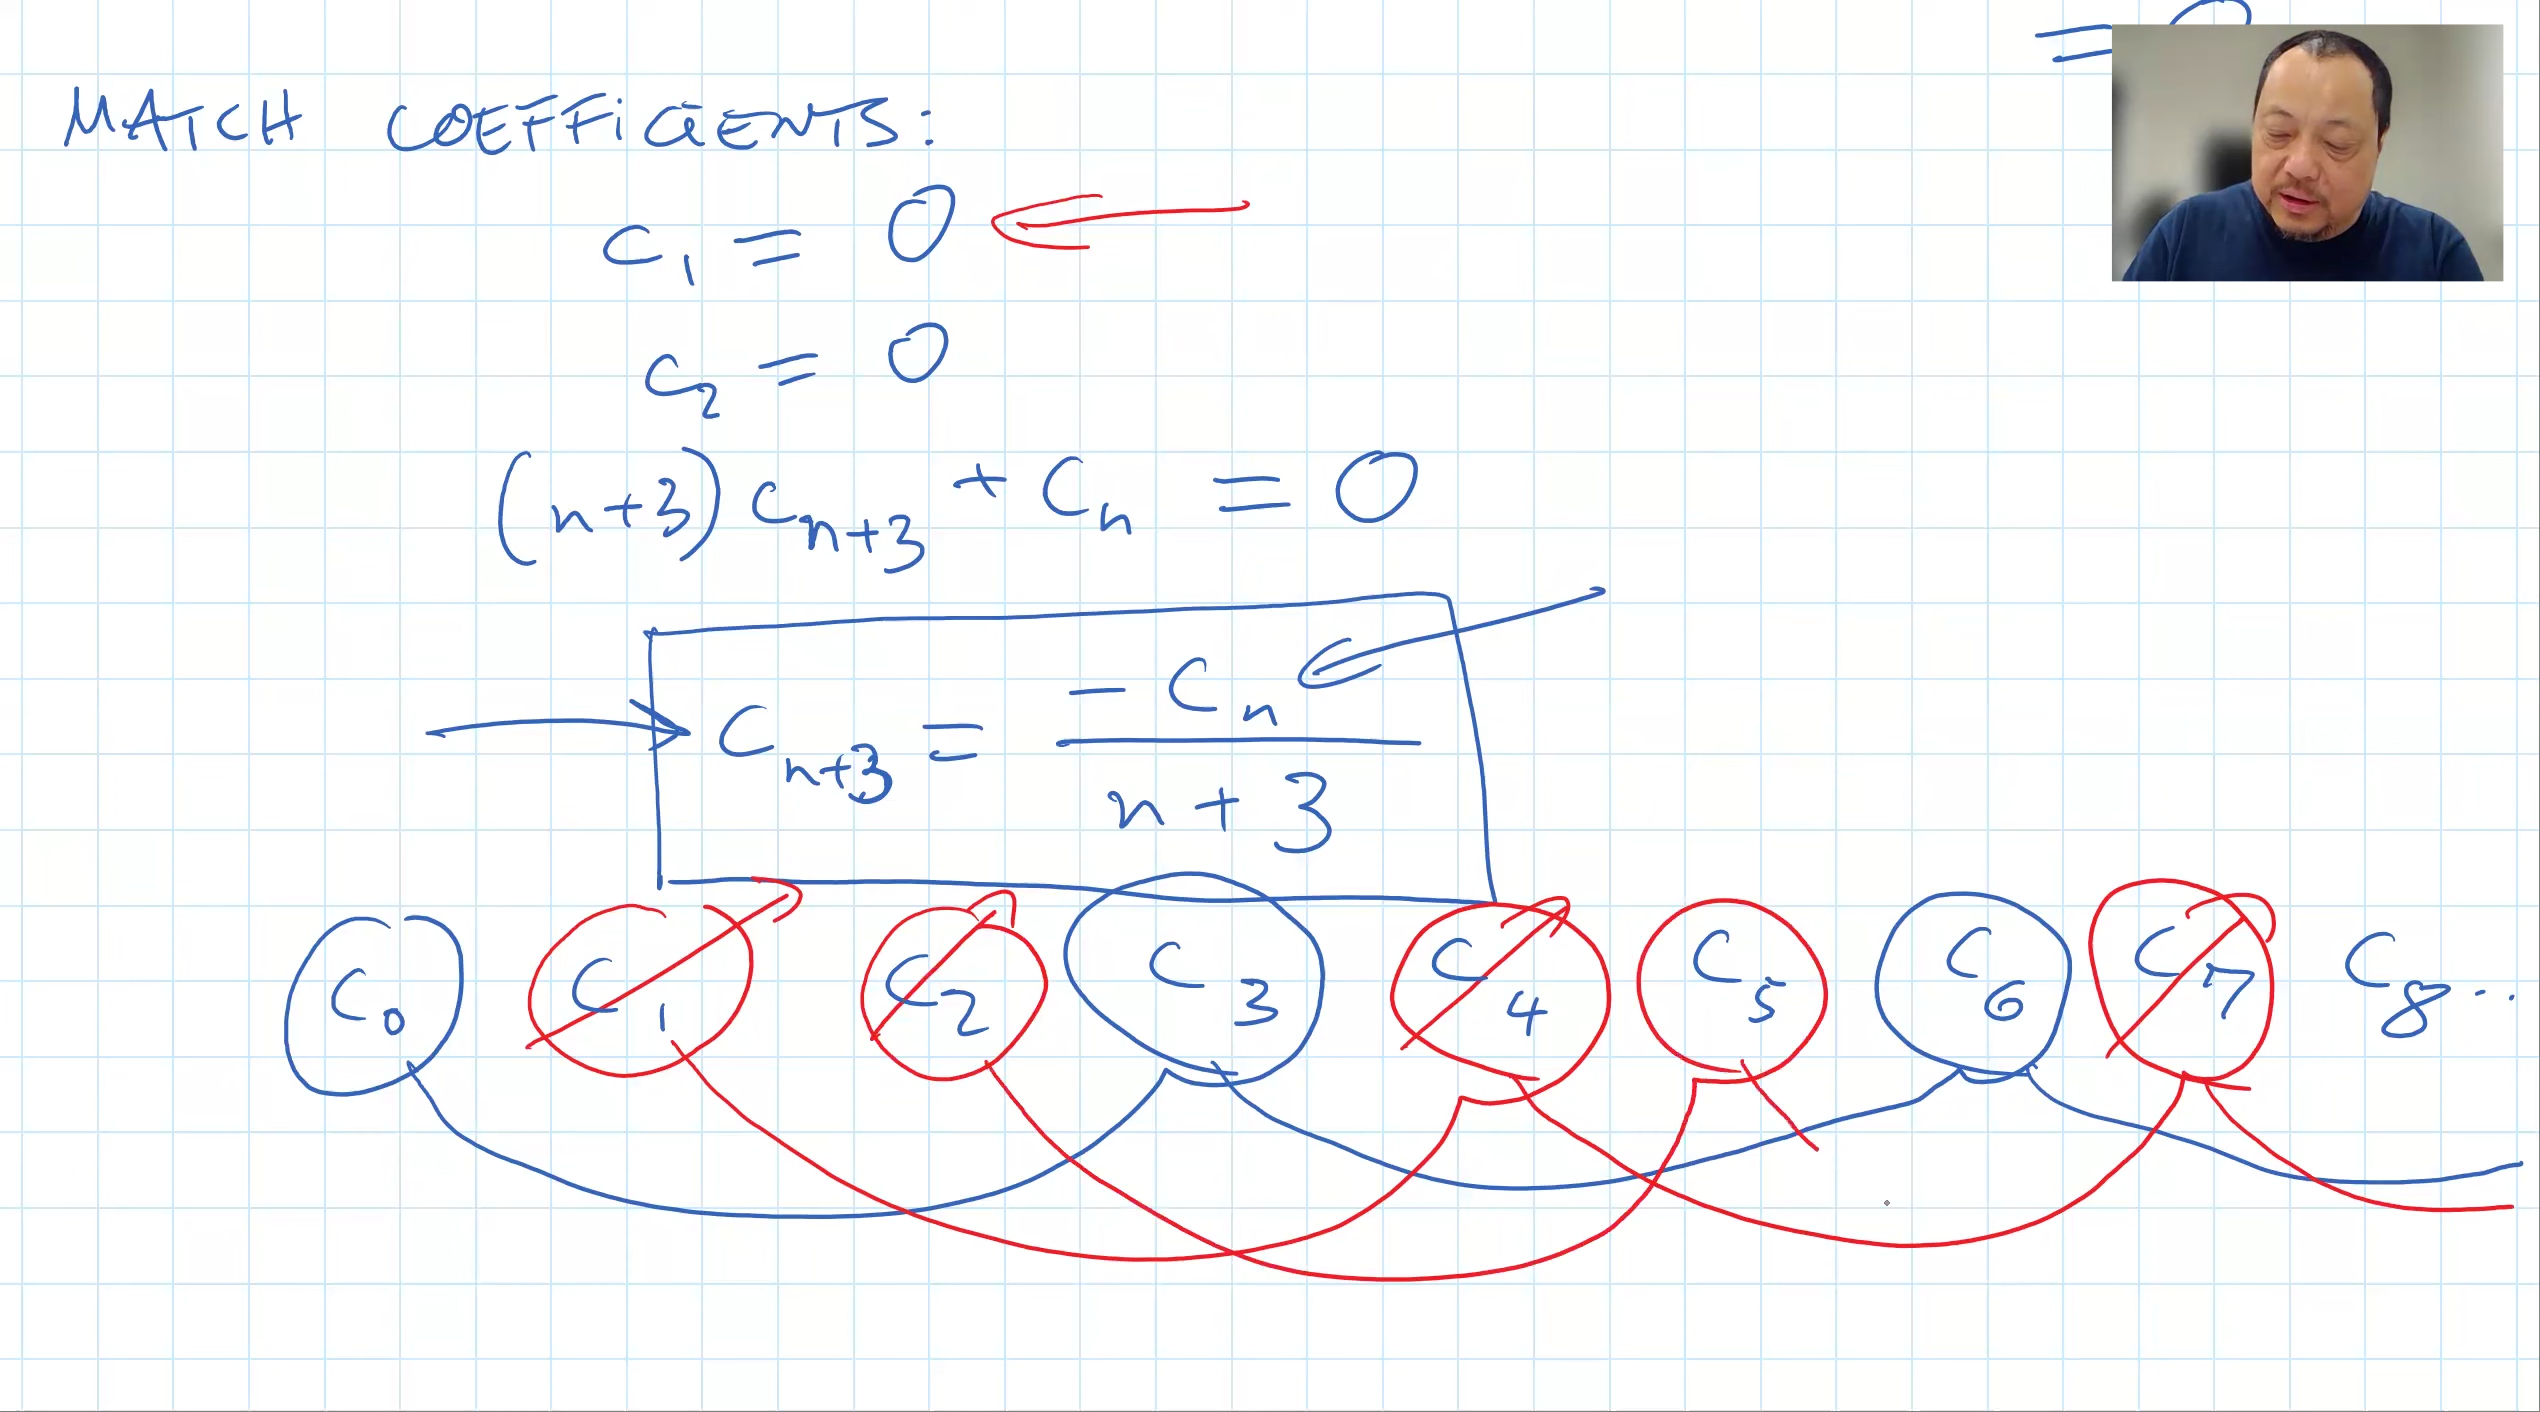 = 0
MATCH COEFFICIENTS:
c₁ = 0
c₂ = 0
(n+3) cₙ₊₃ + cₙ = 0
cₙ₊₃ = -cₙ / n+3
c₀ c₁ c₂ c₃ c₄ c₅ c₆ c₇ c₈ ...